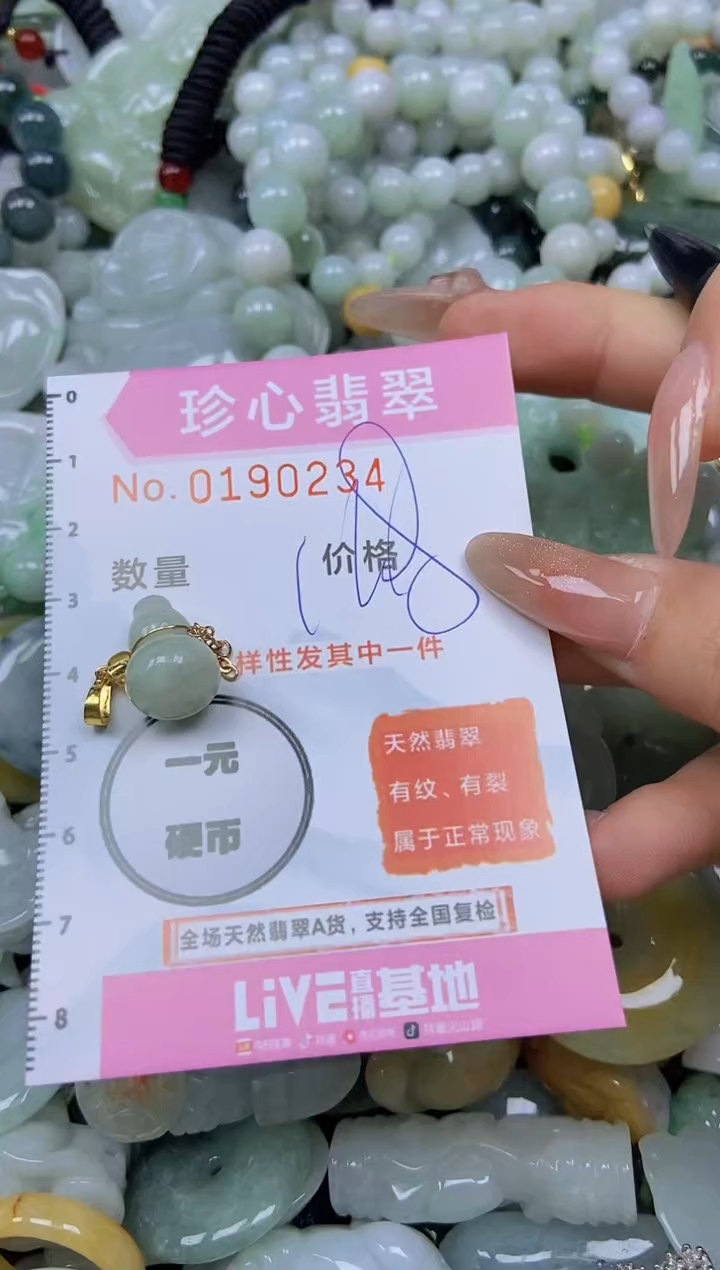 0
珍心翡翠
1
No.0190234
2
数量
价格
3
样性发其中一件
4
一元
硬币
5
天然翡翠
有纹、有裂
属于正常现象
6
7
全场天然翡翠A货，支持全国复检
LiVE直播基地
8